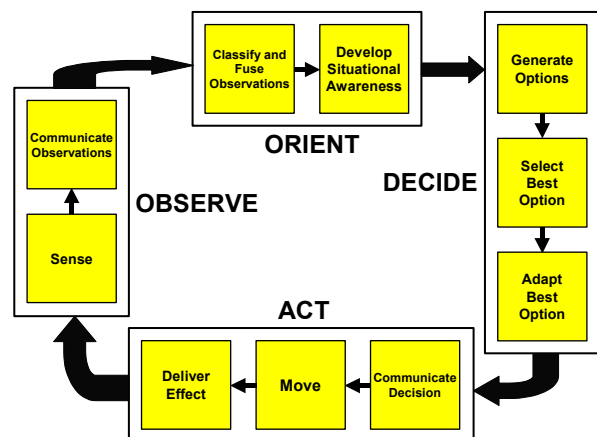 Classify and
Fuse
Observations
Develop
Situational
Awareness
ORIENT
Generate
Options
Select
Best
Option
Adapt
Best
Option
DECIDE
Communicate
Observations
Sense
OBSERVE
ACT
Deliver
Effect
Move
Communicate
Decision